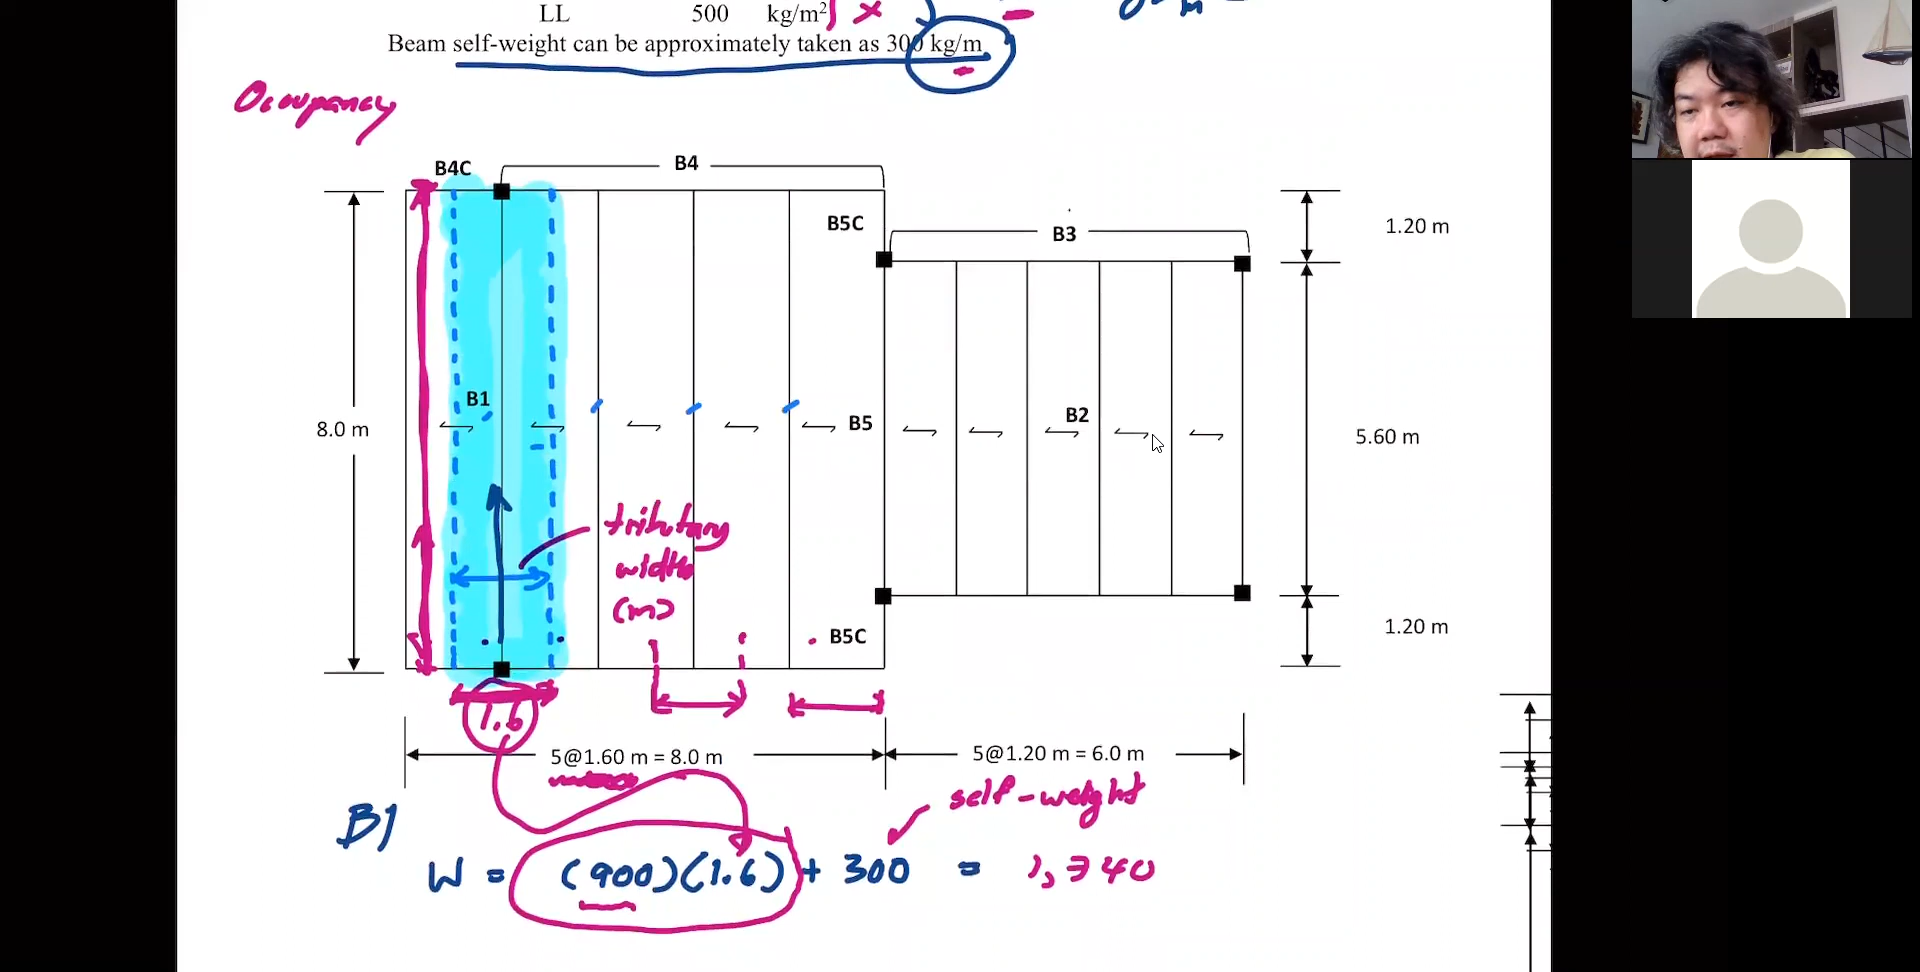 LL 500 kg/m²
Beam self-weight can be approximately taken as 300 kg/m
Occupancy
B4C
B4
B5C
B3
1.20 m
B1
8.0 m
B5
B2
5.60 m
tributary
width
(m)
B5C
1.20 m
1.6
5@1.60 m = 8.0 m
5@1.20 m = 6.0 m
self-weight
B1
W = (900)(1.6) + 300 = 1,740